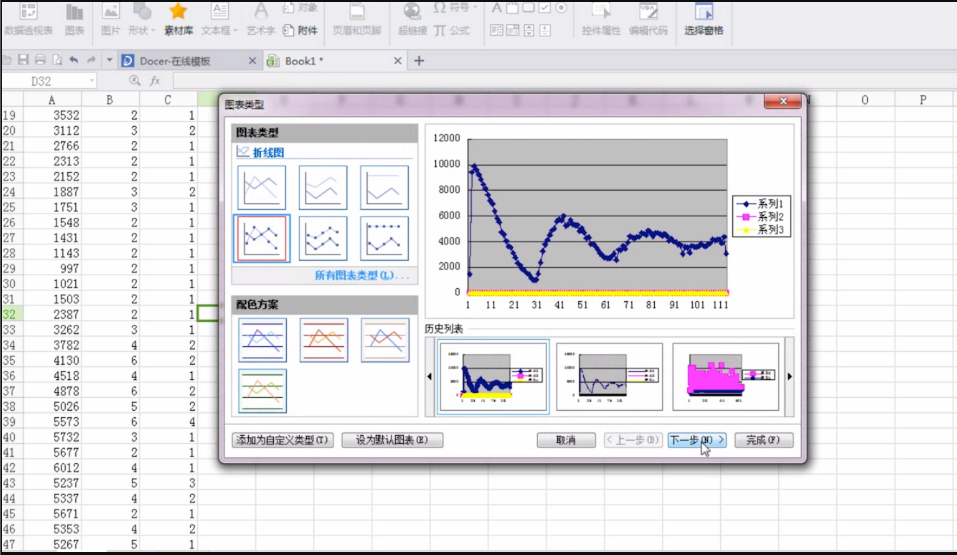 数据透视表 图表 图片 形状 素材库 文本框 艺术字 对象 附件 页眉和页脚 超链接 符号 公式 控件属性 编辑代码 选择窗格
Docer-在线模板 Book1 *
D32 fx
A B C O P
19 3532 2 1
20 3112 3 2
21 2766 2 1
22 2313 2 1
23 2152 2 1
24 1887 3 2
25 1751 3 1
26 1548 2 1
27 1431 2 1
28 1143 2 1
29 997 2 1
30 1021 2 1
31 1503 2 1
32 2387 2 1
33 3262 3 1
34 3782 4 2
35 4130 6 2
36 4518 4 1
37 4878 6 2
38 5026 5 2
39 5573 6 4
40 5732 3 1
41 5677 2 1
42 6012 4 1
43 5237 5 3
44 5337 4 2
45 5671 2 1
46 5353 4 2
47 5267 5 1
图表类型
图表类型
折线图
所有图表类型(L)...
配色方案
12000
10000
8000
6000
4000
2000
0
1 11 21 31 41 51 61 71 81 91 101 111
系列1
系列2
系列3
历史列表
添加为自定义类型(T) 设为默认图表(E) 取消 <上一步(B) 下一步(N)> 完成(F)